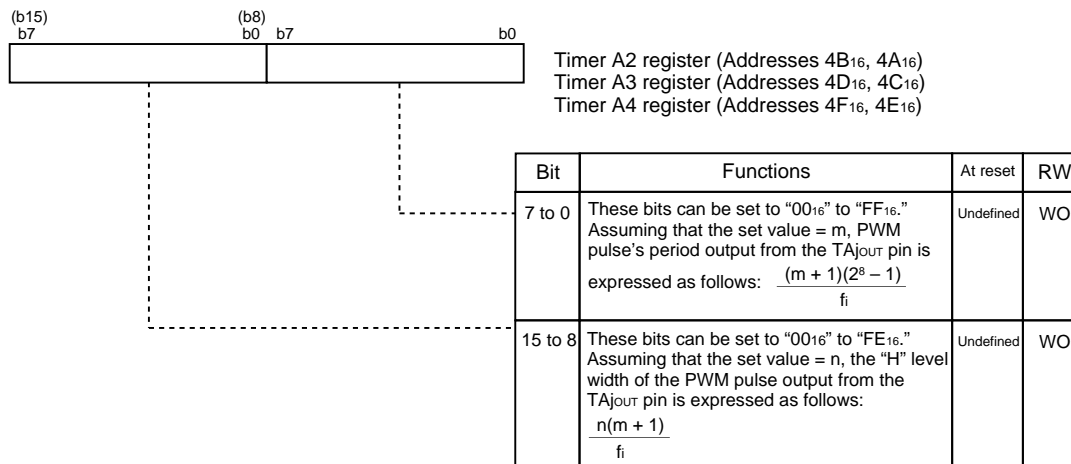 (b15) (b8)
b7 b0 b7 b0
Timer A2 register (Addresses 4B16, 4A16)
Timer A3 register (Addresses 4D16, 4C16)
Timer A4 register (Addresses 4F16, 4E16)
Bit Functions At reset RW
7 to 0 These bits can be set to “0016” to “FF16.” Undefined WO
Assuming that the set value = m, PWM
pulse’s period output from the TAjOUT pin is
expressed as follows: (m + 1)(2⁸ – 1)
fi
15 to 8 These bits can be set to “0016” to “FE16.” Undefined WO
Assuming that the set value = n, the “H” level
width of the PWM pulse output from the
TAjOUT pin is expressed as follows:
n(m + 1)
fi